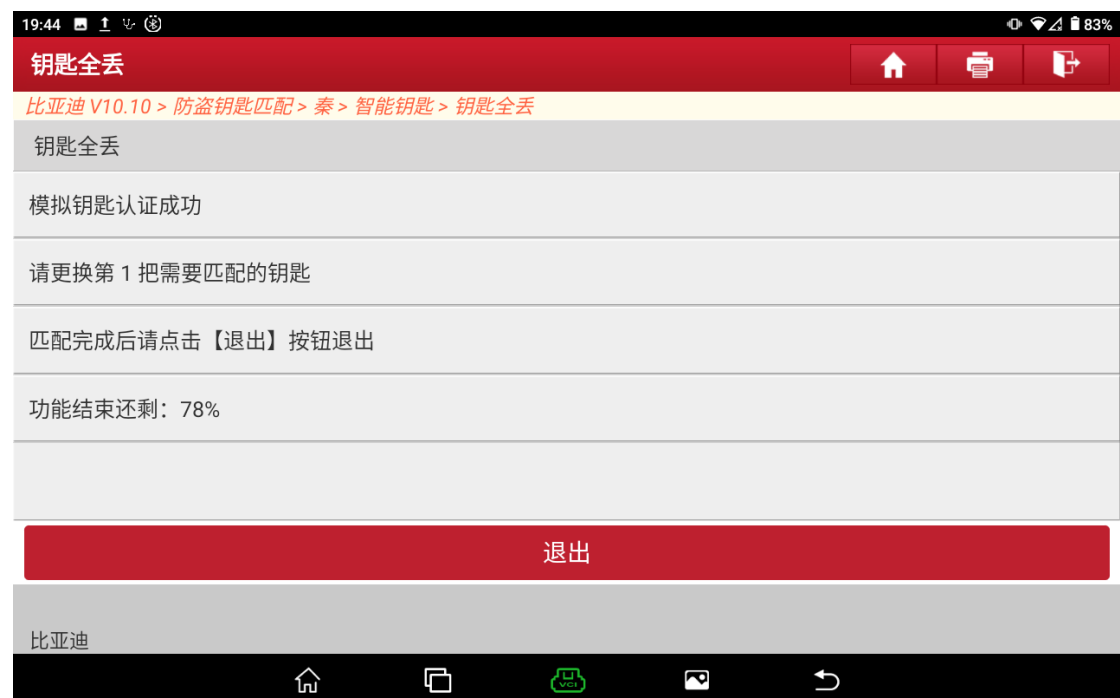 19:44
83%
钥匙全丢
比亚迪 V10.10 > 防盗钥匙匹配 > 秦 > 智能钥匙 > 钥匙全丢
钥匙全丢
模拟钥匙认证成功
请更换第 1 把需要匹配的钥匙
匹配完成后请点击【退出】按钮退出
功能结束还剩：78%
退出
比亚迪
VCI